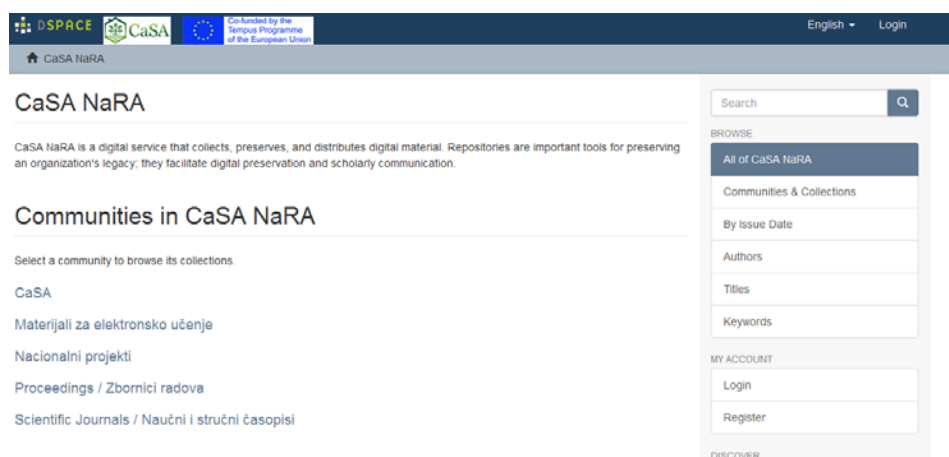 DSPACE
CaSA
Co-funded by the
Tempus Programme
of the European Union
English
Login
CaSA NaRA
CaSA NaRA
CaSA NaRA is a digital service that collects, preserves, and distributes digital material. Repositories are important tools for preserving
an organization's legacy; they facilitate digital preservation and scholarly communication.
Communities in CaSA NaRA
Select a community to browse its collections.
CaSA
Materijali za elektronsko učenje
Nacionalni projekti
Proceedings / Zbornici radova
Scientific Journals / Naučni i stručni časopisi
Search
BROWSE
All of CaSA NaRA
Communities & Collections
By Issue Date
Authors
Titles
Keywords
MY ACCOUNT
Login
Register
DISCOVER